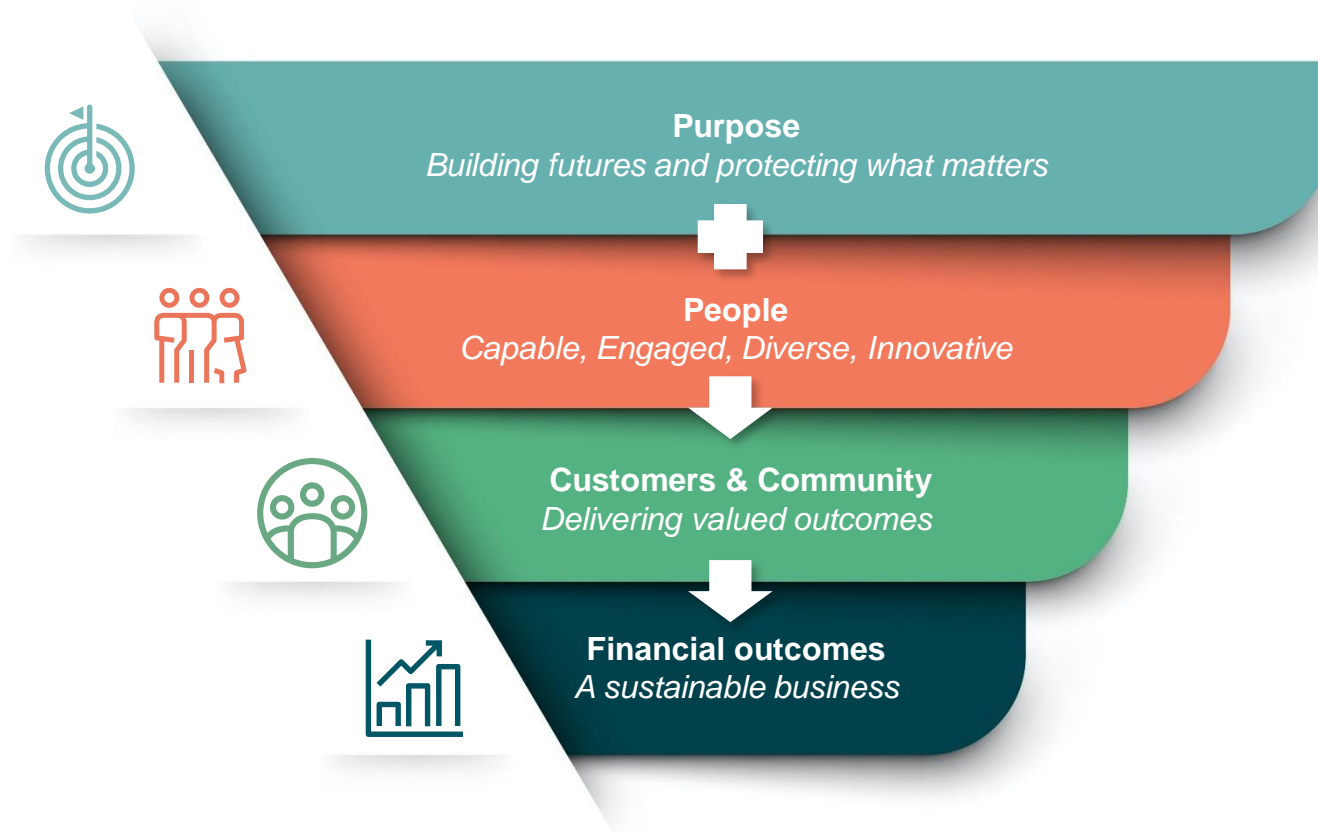 Purpose
Building futures and protecting what matters
People
Capable, Engaged, Diverse, Innovative
Customers & Community
Delivering valued outcomes
Financial outcomes
A sustainable business